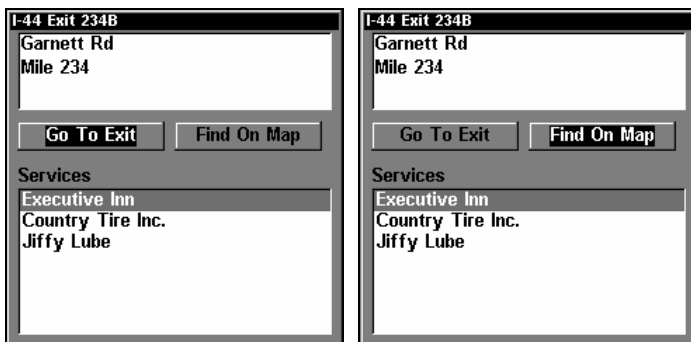 I-44 Exit 234B
Garnett Rd
Mile 234
Go To Exit Find On Map
Services
Executive Inn
Country Tire Inc.
Jiffy Lube
I-44 Exit 234B
Garnett Rd
Mile 234
Go To Exit Find On Map
Services
Executive Inn
Country Tire Inc.
Jiffy Lube